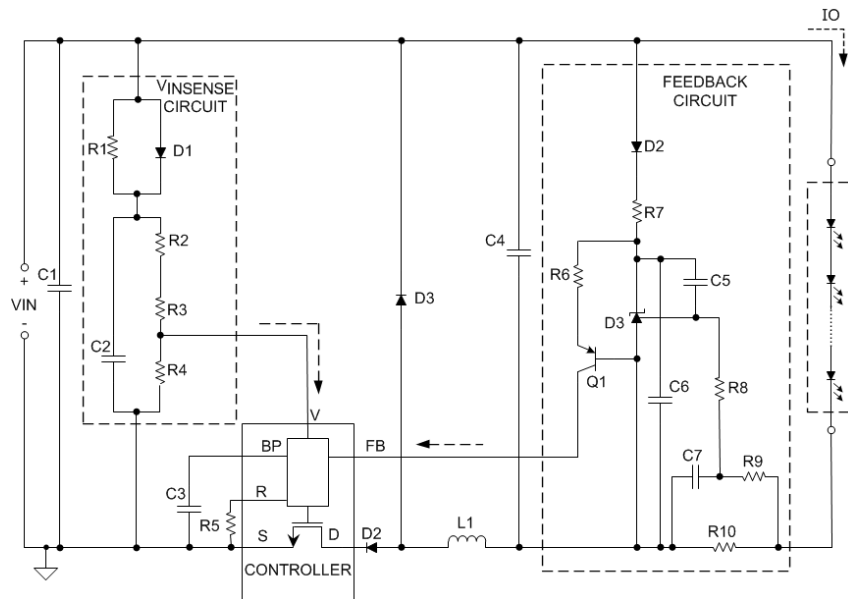 IO
VINSENSE
CIRCUIT
FEEDBACK
CIRCUIT
R1
D1
D2
R7
R2
C4
C1
+
VIN
-
R6
C5
R3
D3
D3
C2
R4
Q1
C6
R8
V
BP
FB
C7
R9
C3
R
R5
L1
R10
S
D
D2
CONTROLLER